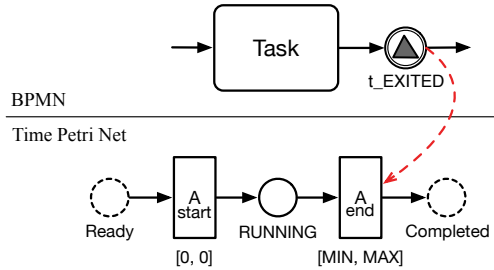 Task
t_EXITED
BPMN
Time Petri Net
A
start
A
end
Ready
RUNNING
Completed
[0, 0]
[MIN, MAX]